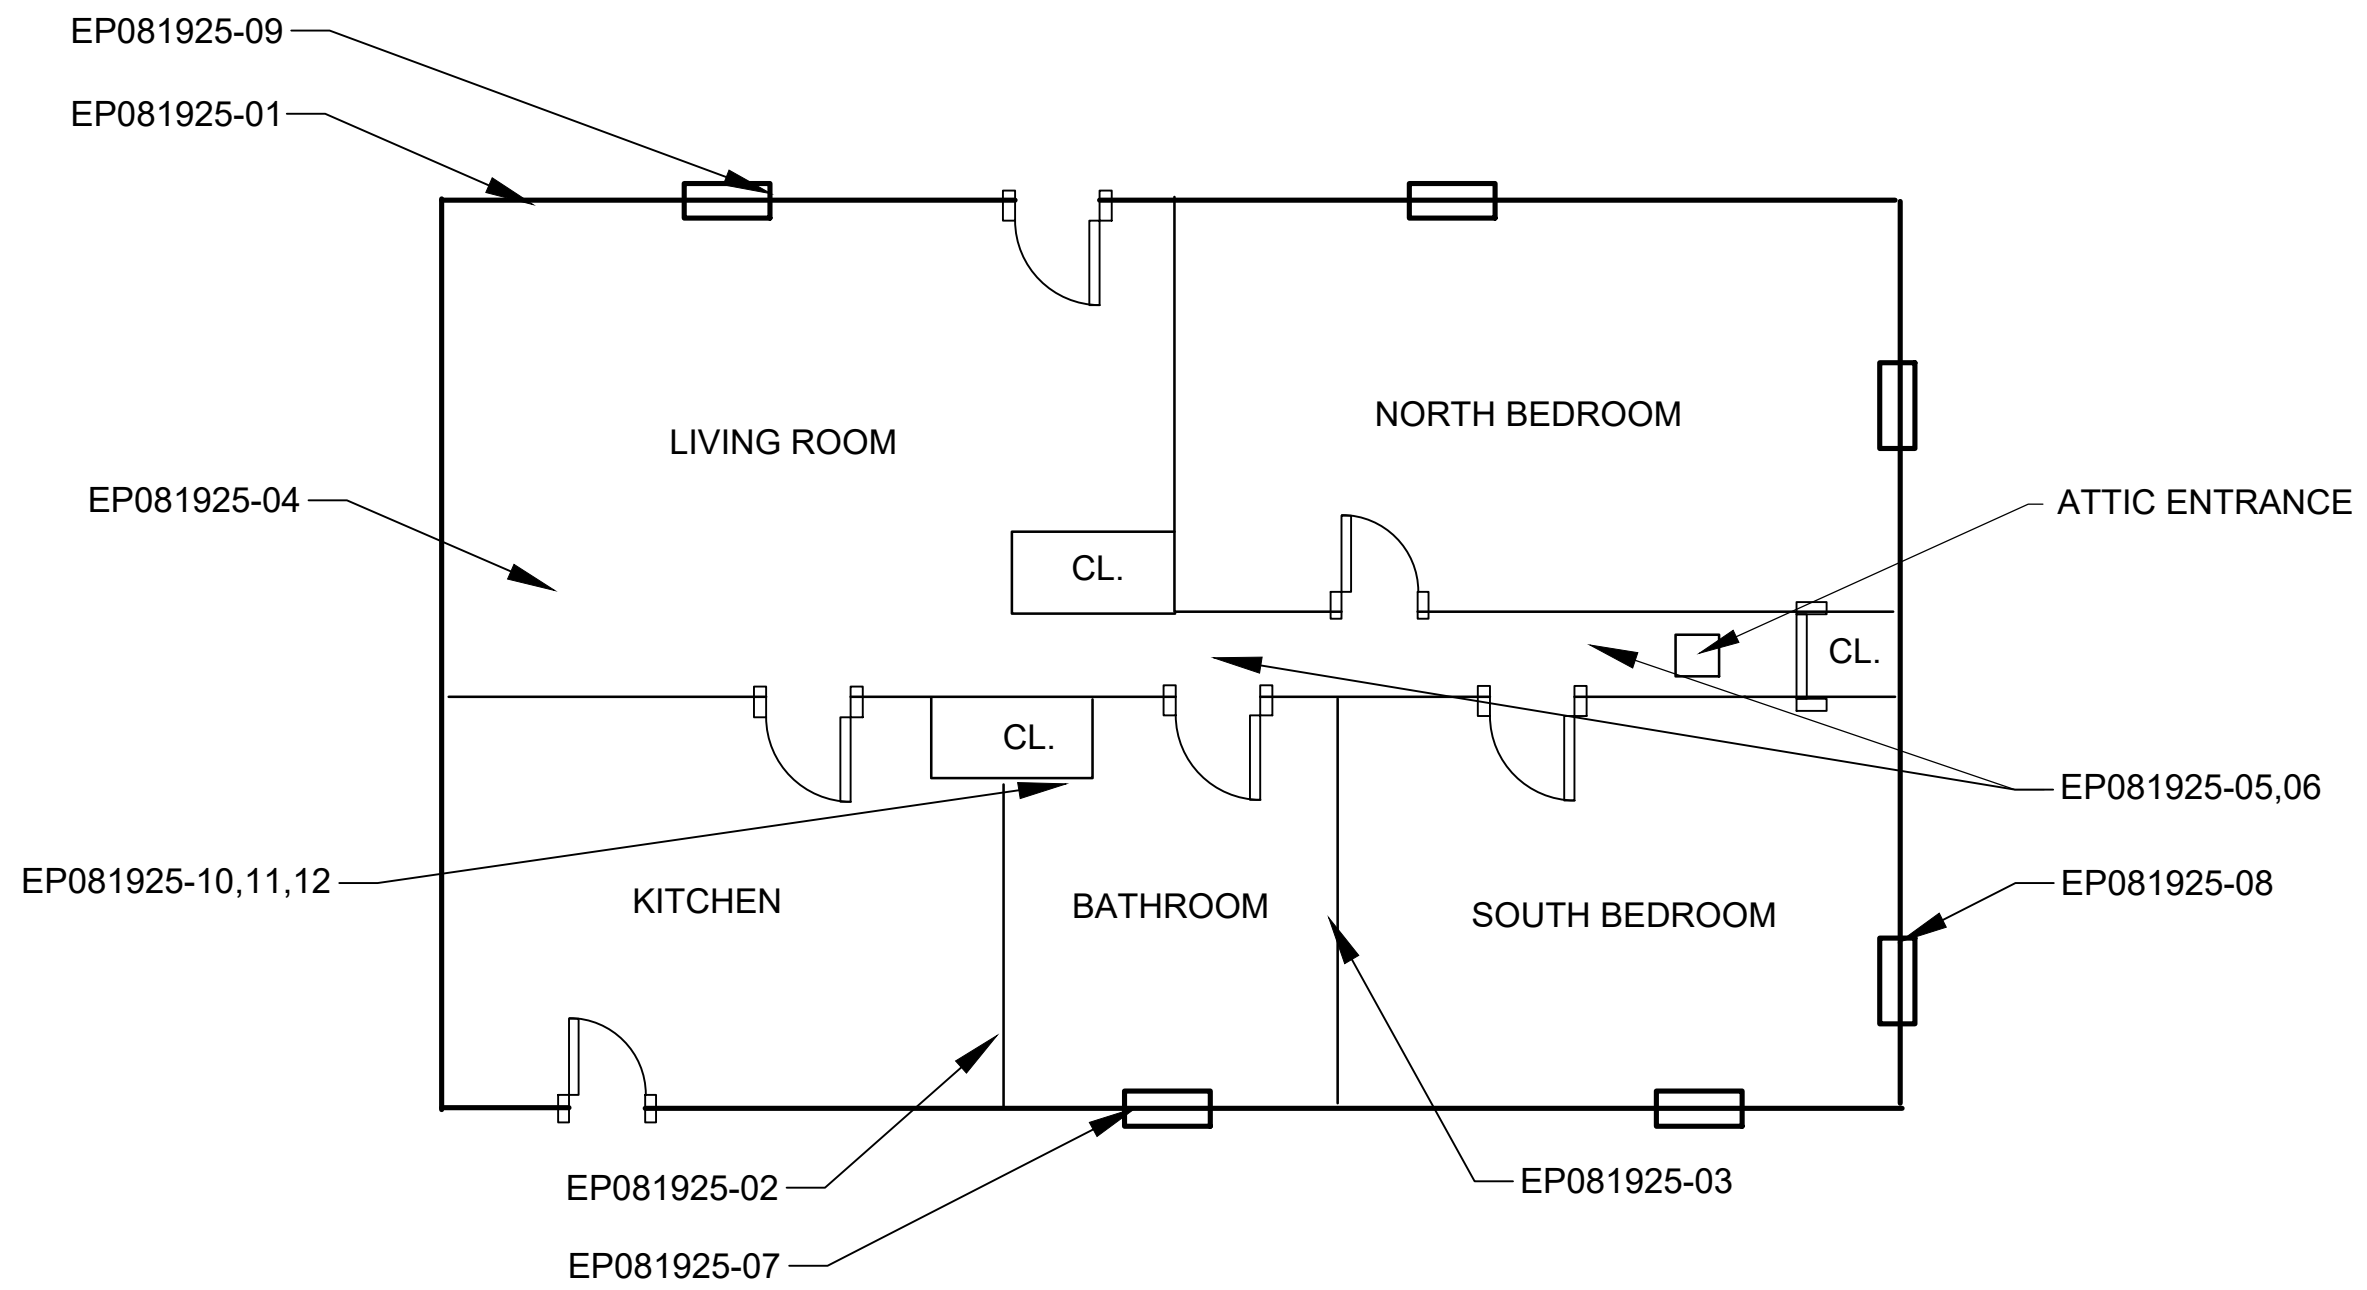 EP081925-09
EP081925-01
LIVING ROOM
NORTH BEDROOM
EP081925-04
ATTIC ENTRANCE
CL.
CL.
CL.
EP081925-05,06
EP081925-10,11,12
KITCHEN
BATHROOM
SOUTH BEDROOM
EP081925-08
EP081925-02
EP081925-03
EP081925-07